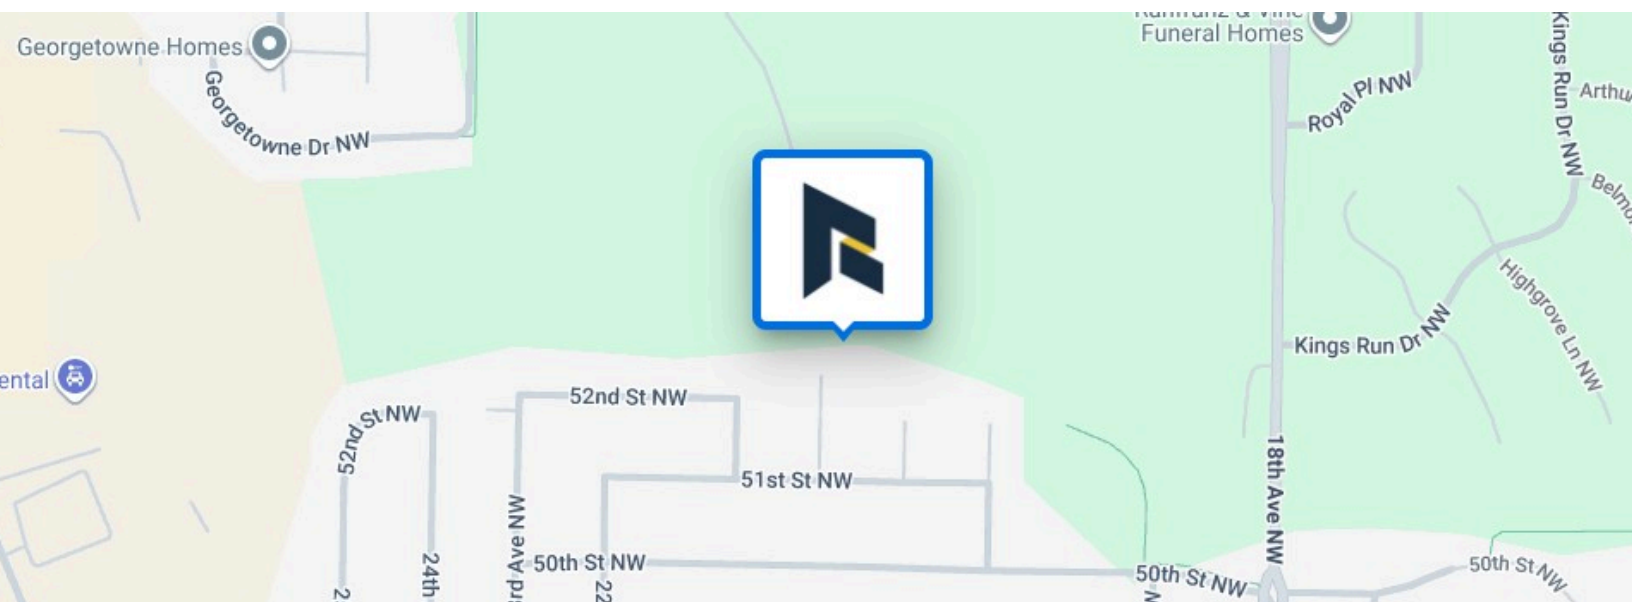 Funeral Homes
Georgetowne Homes
Georgetowne Dr NW
Royal Pl NW
Kings Run Dr NW
Kings Run Dr NW
Highgrove Ln NW
52nd St NW
52nd St NW
51st St NW
18th Ave NW
50th St NW
50th St NW
50th St NW
24th